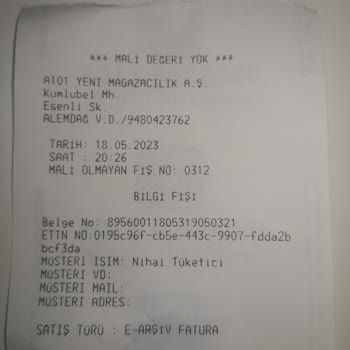 *** MALİ DEĞERİ YOK ***
A101 YENİ MAĞAZACILIK A.Ş.
Kumlubel Mh.
Esenli Sk.
ALEMDAĞ V.D./9480423762
TARİH: 18.05.2023
SAAT : 20:26
MALİ OLMAYAN FİŞ NO: 0312
BİLGİ FİŞİ
Belge No: 89560011805319050321
ETTN NO:0195c96f-cb5e-443c-9907-fdda2b
bcf3da
MÜŞTERİ İSİM: Nihai Tüketici
MÜŞTERİ VD:
MÜŞTERİ MAIL:
MÜŞTERİ ADRES:
SATIŞ TÜRÜ : E-ARŞİV FATURA